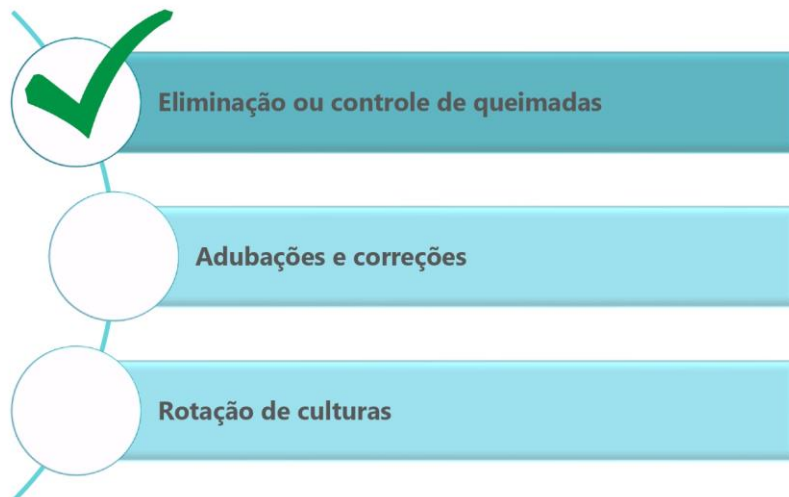 Eliminação ou controle de queimadas
Adubações e correções
Rotação de culturas